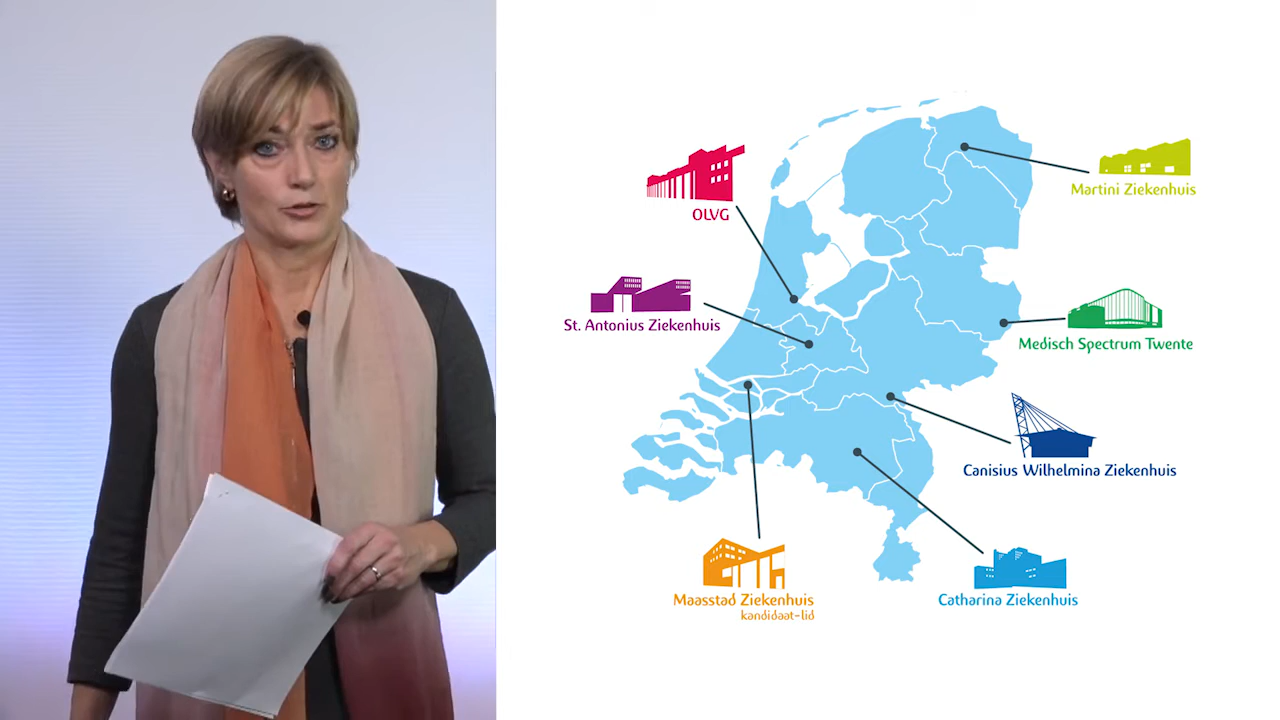 OLVG
Martini Ziekenhuis
St. Antonius Ziekenhuis
Medisch Spectrum Twente
Canisius Wilhelmina Ziekenhuis
Maasstad Ziekenhuis
kandidaat-lid
Catharina Ziekenhuis